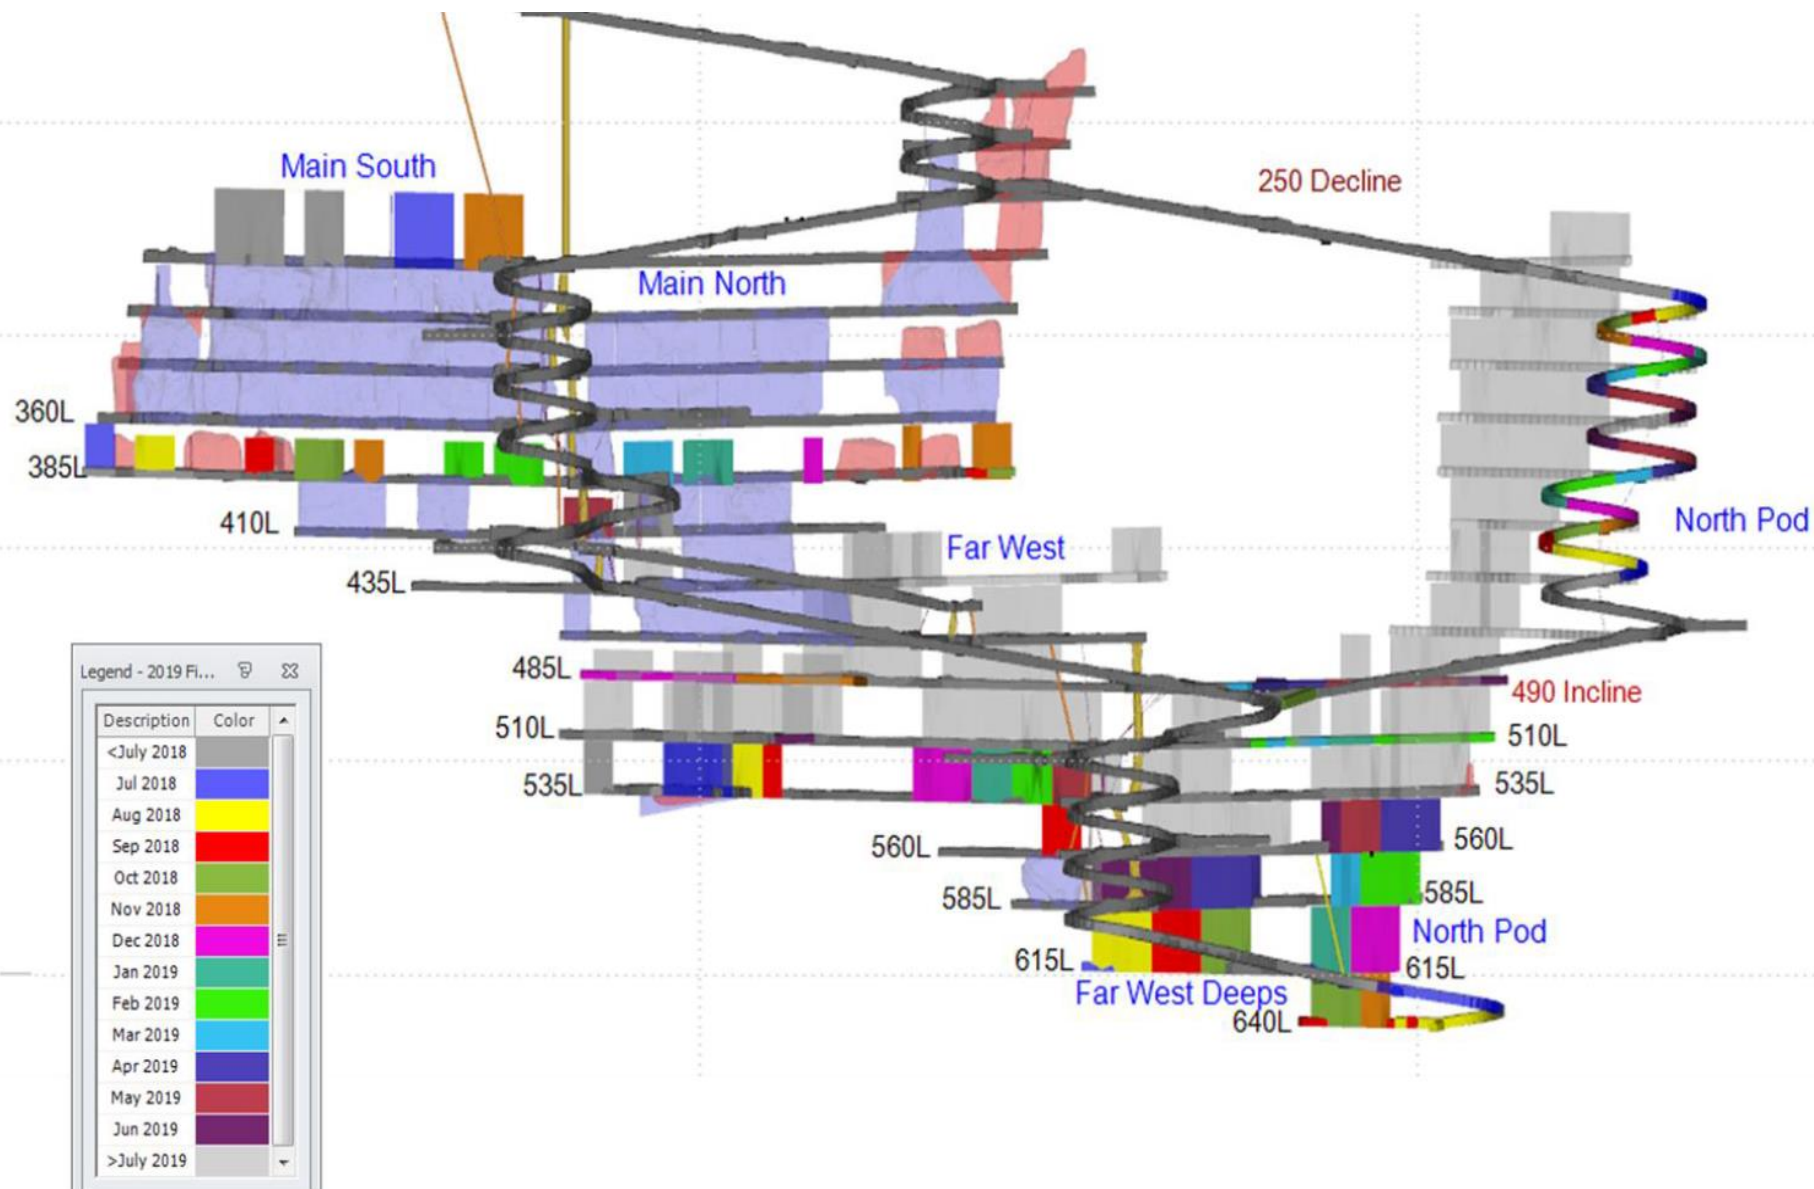 Main South
250 Decline
Main North
360L
385L
410L
North Pod
Far West
435L
485L
490 Incline
510L
510L
535L
535L
560L
560L
585L
585L
North Pod
615L
615L
Far West Deeps
640L
Legend - 2019 Fi...
Description Color
<July 2018
Jul 2018
Aug 2018
Sep 2018
Oct 2018
Nov 2018
Dec 2018
Jan 2019
Feb 2019
Mar 2019
Apr 2019
May 2019
Jun 2019
>July 2019